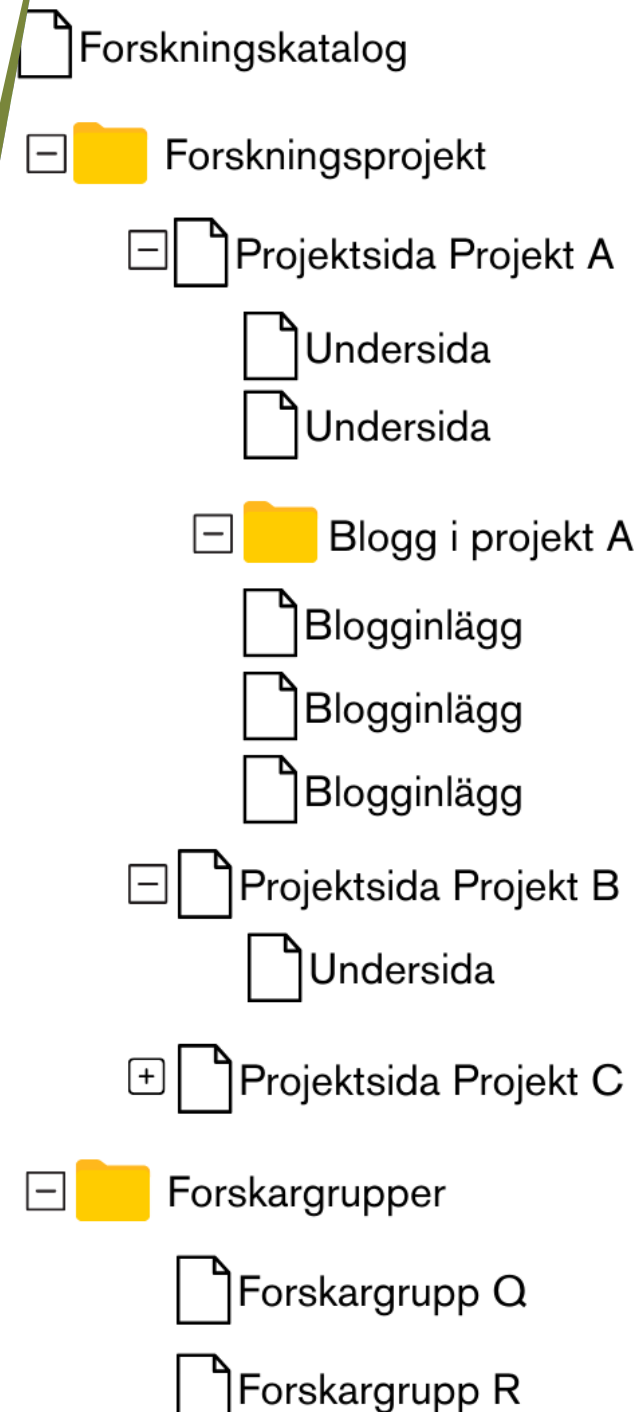 Forskningskatalog
Forskningsprojekt
Projektsida Projekt A
Undersida
Undersida
Blogg i projekt A
Blogginlägg
Blogginlägg
Blogginlägg
Projektsida Projekt B
Undersida
Projektsida Projekt C
Forskargrupper
Forskargrupp Q
Forskargrupp R